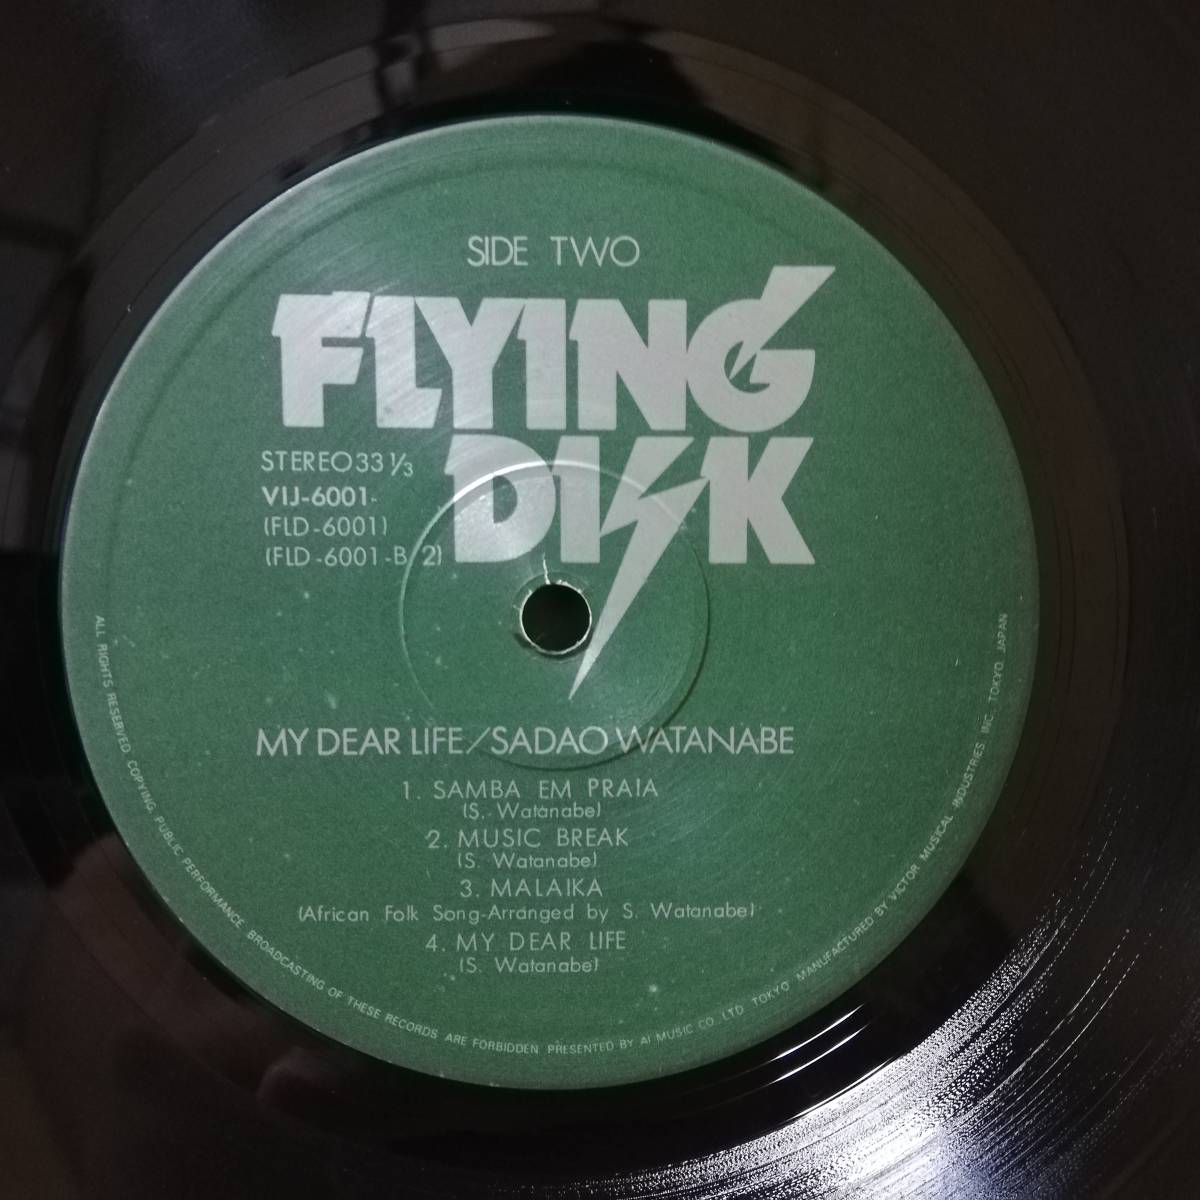 SIDE TWO
FLYING
DISK
STEREO 33 1/3
VIJ-6001
(FLD-6001)
(FLD-6001-B 2)
MY DEAR LIFE/SADAO WATANABE
1. SAMBA EM PRAIA
(S. Watanabe)
2. MUSIC BREAK
(S. Watanabe)
3. MALAIKA
(African Folk Song-Arranged by S. Watanabe)
4. MY DEAR LIFE
(S. Watanabe)
ALL RIGHTS RESERVED COPYING PUBLIC PERFORMANCE BROADCASTING OF THESE RECORDS ARE FORBIDDEN PRESENTED BY AI MUSIC CO., LTD TOKYO MANUFACTURED BY VICTOR MUSICAL INDUSTRIES INC. TOKYO JAPAN